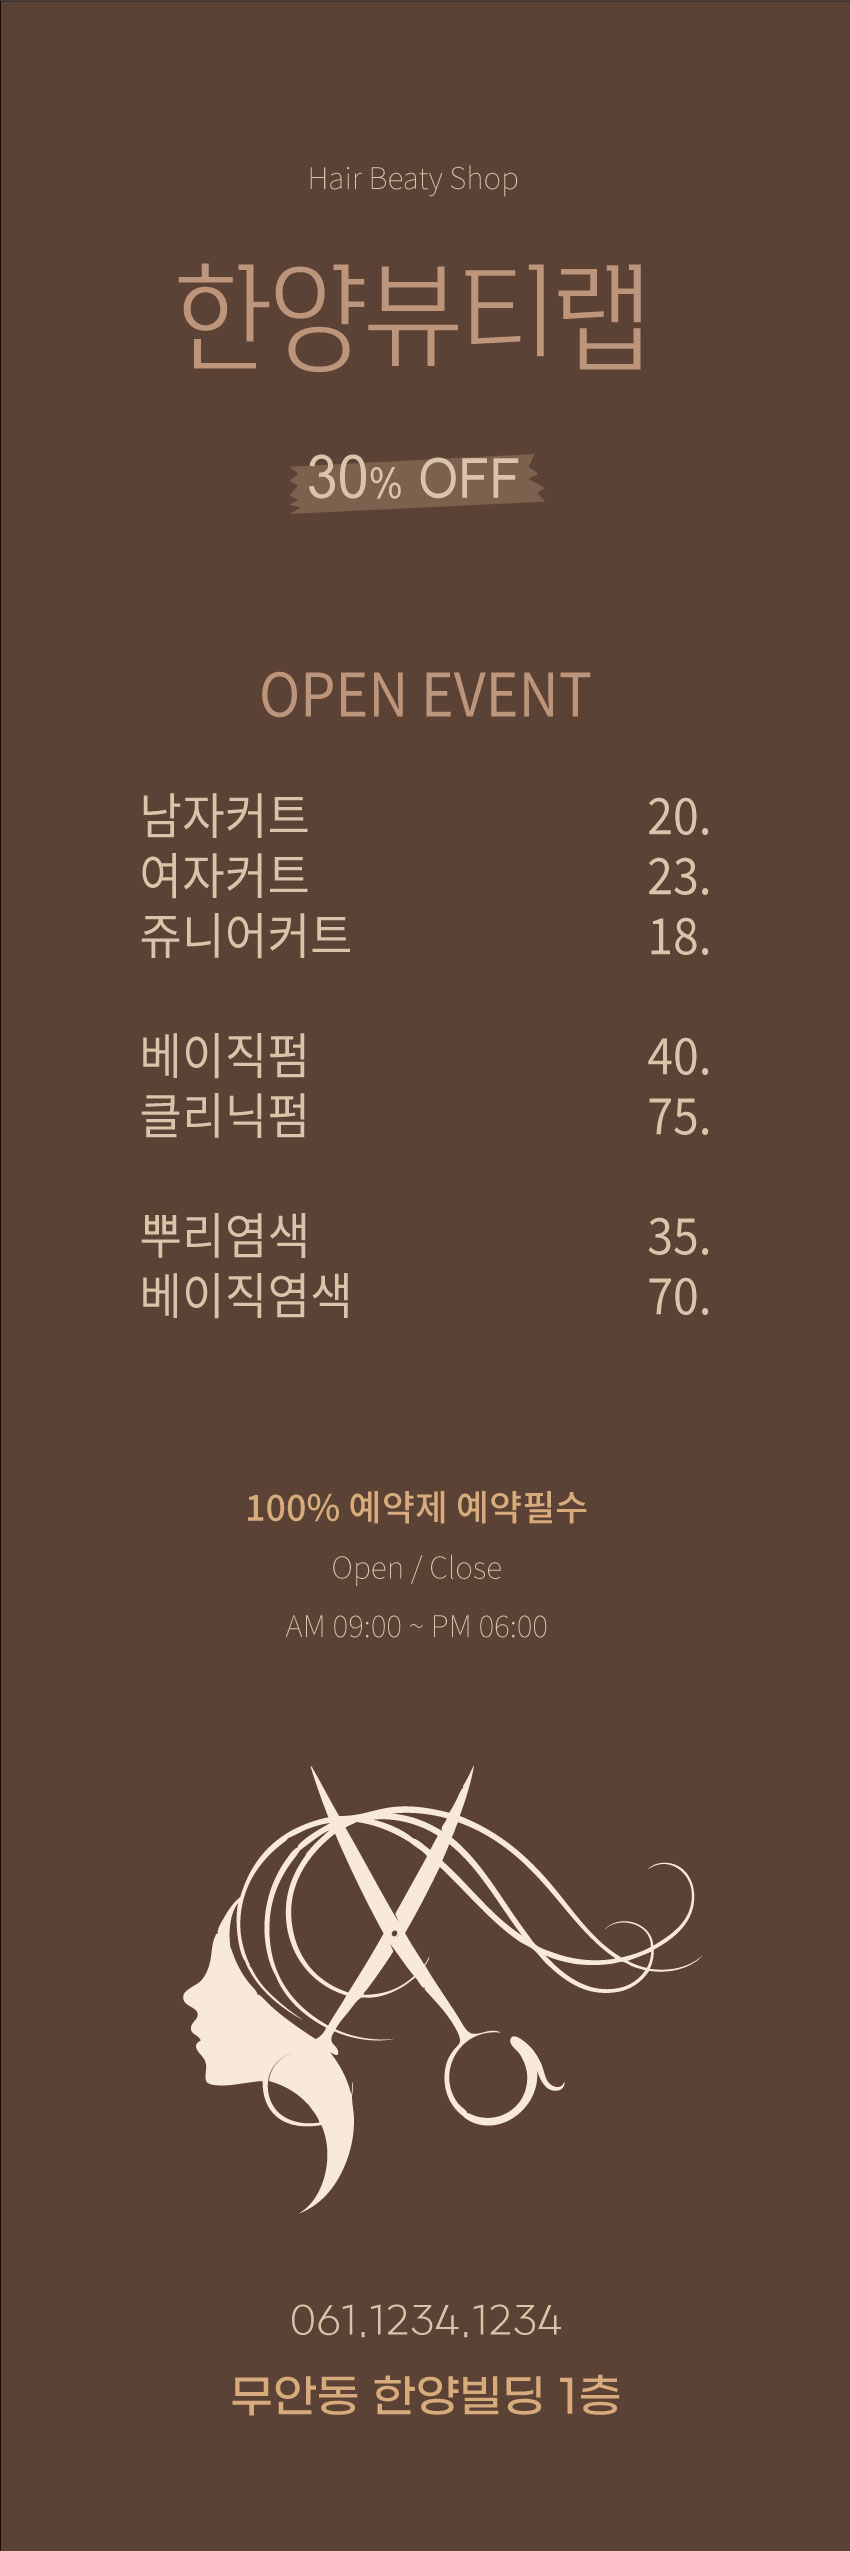 Hair Beaty Shop
한양뷰티랩
30% OFF
OPEN EVENT
남자커트 20.
여자커트 23.
쥬니어커트 18.
베이직펌 40.
클리닉펌 75.
뿌리염색 35.
베이직염색 70.
100% 예약제 예약필수
Open / Close
AM 09:00 ~ PM 06:00
061.1234.1234
무안동 한양빌딩 1층